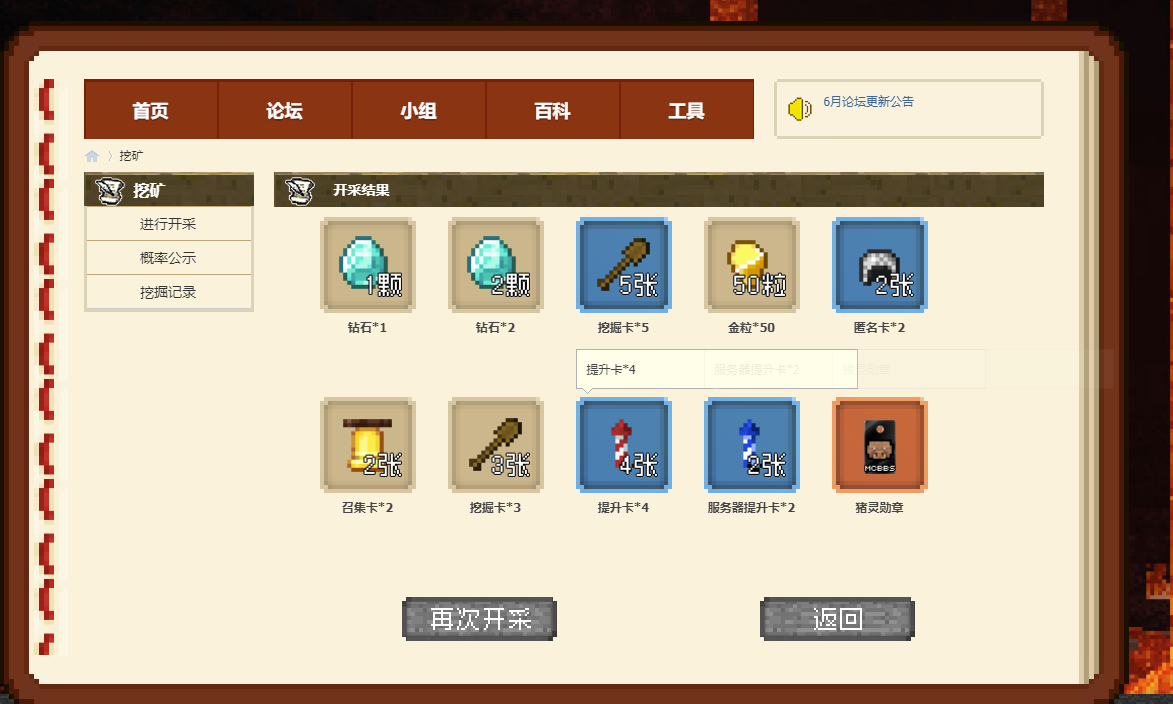 首页
论坛
小组
百科
工具
6月论坛更新公告
挖矿
挖矿
进行开采
概率公示
挖掘记录
开采结果
1颗
2颗
5张
50粒
2张
钻石*1
钻石*2
挖掘卡*5
金粒*50
匿名卡*2
提升卡*4
服务器提升卡*2
猪灵勋章
2张
3张
4张
2张
MCBBS
召集卡*2
挖掘卡*3
提升卡*4
服务器提升卡*2
猪灵勋章
再次开采
返回